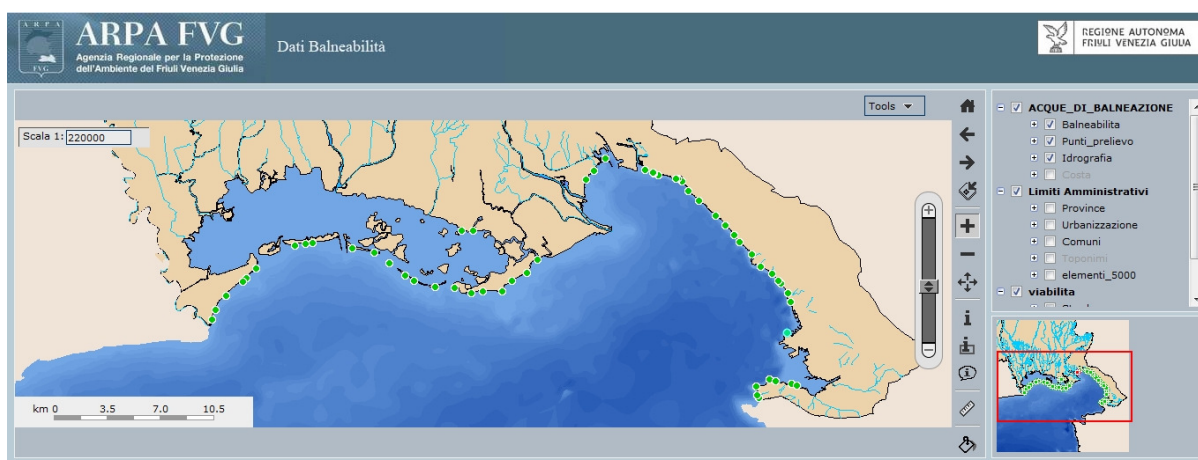 A R P A
FVG
ARPA FVG
Agenzia Regionale per la Protezione
dell'Ambiente del Friuli Venezia Giulia
Dati Balneabilità
REGIONE AUTONOMA
FRIULI VENEZIA GIULIA
Tools
Scala 1: 220000
ACQUE_DI_BALNEAZIONE
Balneabilita
Punti_prelievo
Idrografia
Costa
Limiti Amministrativi
Province
Urbanizzazione
Comuni
Toponimi
elementi_5000
viabilita
km 0 3.5 7.0 10.5